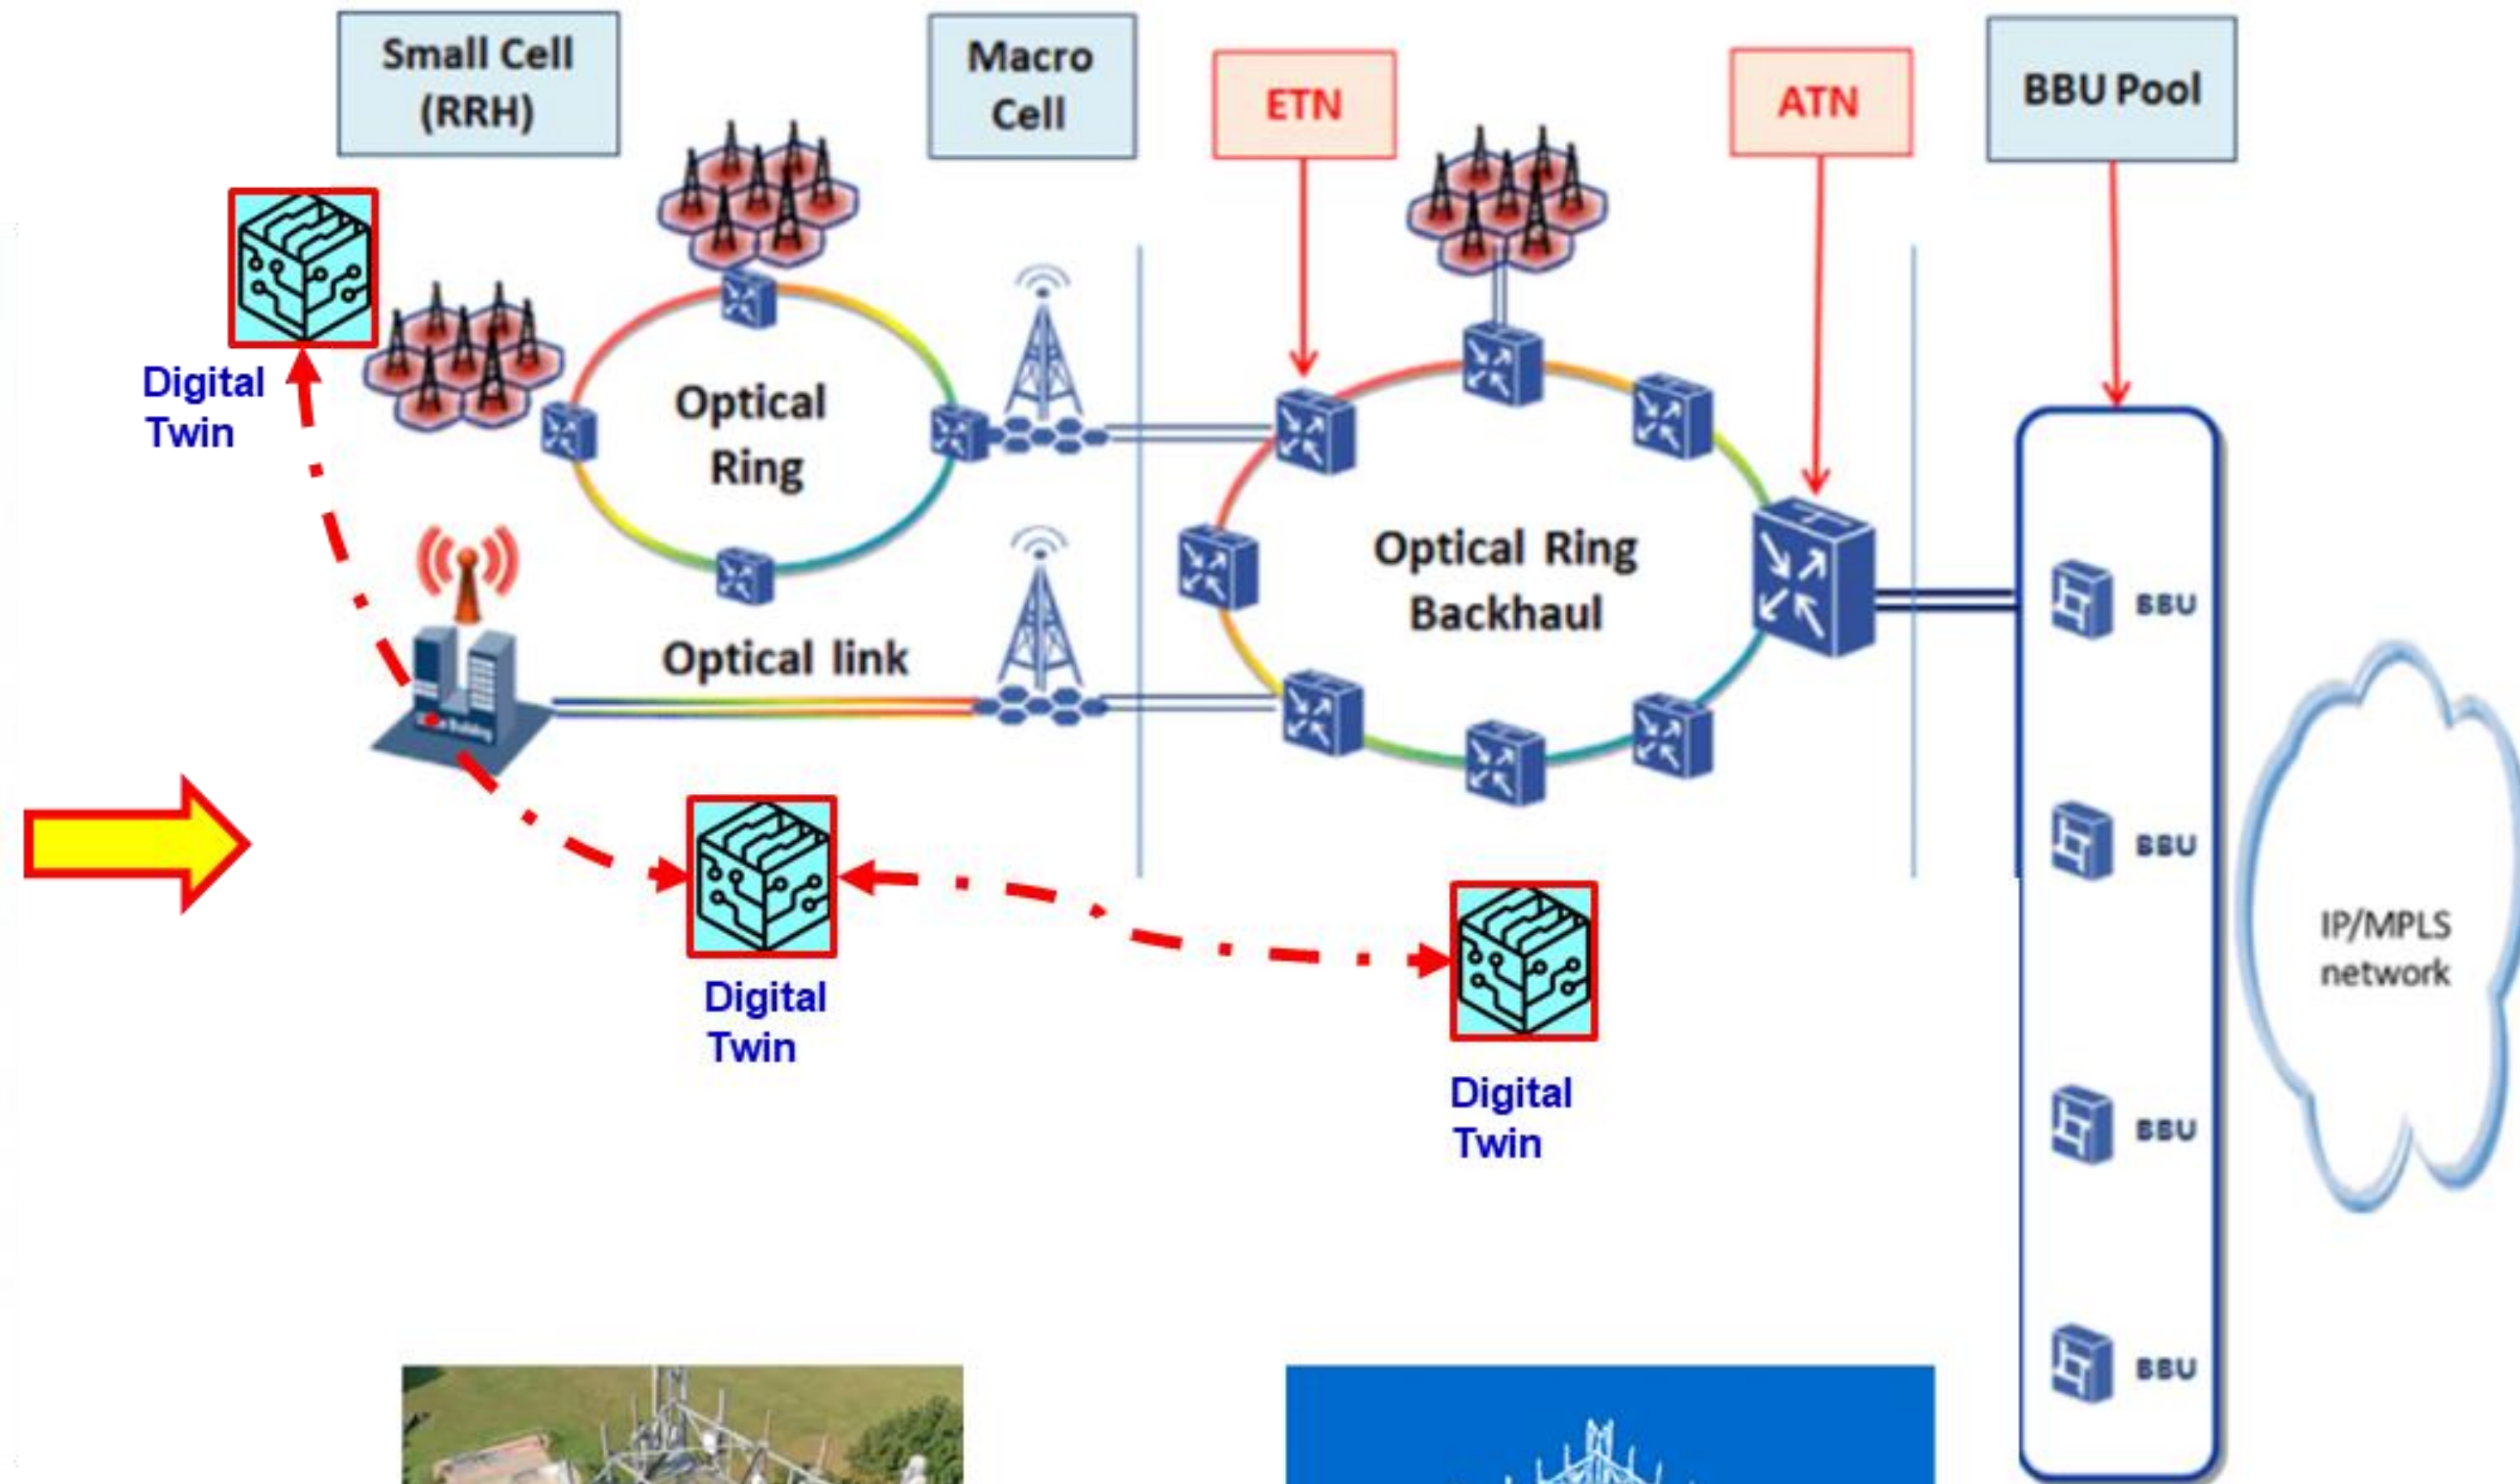 Small Cell
(RRH)
Macro
Cell
ETN
ATN
BBU Pool
Digital
Twin
Optical
Ring
Optical Ring
Backhaul
Optical link
BBU
BBU
BBU
BBU
IP/MPLS
network
Digital
Twin
Digital
Twin